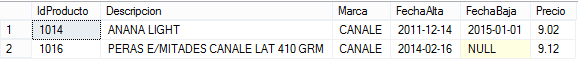 IdProducto Descripcion Marca FechaAlta FechaBaja Precio
1 1014 ANANA LIGHT CANALE 2011-12-14 2015-01-01 9.02
2 1016 PERAS E/MITADES CANALE LAT 410 GRM CANALE 2014-02-16 NULL 9.12